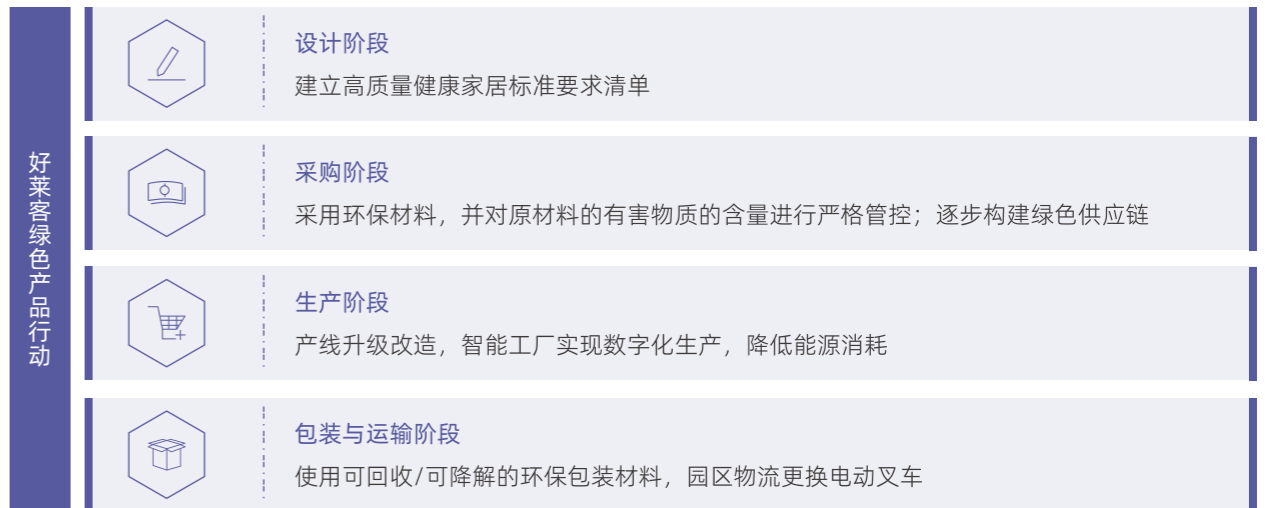 好莱客绿色产品行动
设计阶段
建立高质量健康家居标准要求清单
采购阶段
采用环保材料，并对原材料的有害物质的含量进行严格管控；逐步构建绿色供应链
生产阶段
产线升级改造，智能工厂实现数字化生产，降低能源消耗
包装与运输阶段
使用可回收/可降解的环保包装材料，园区物流更换电动叉车